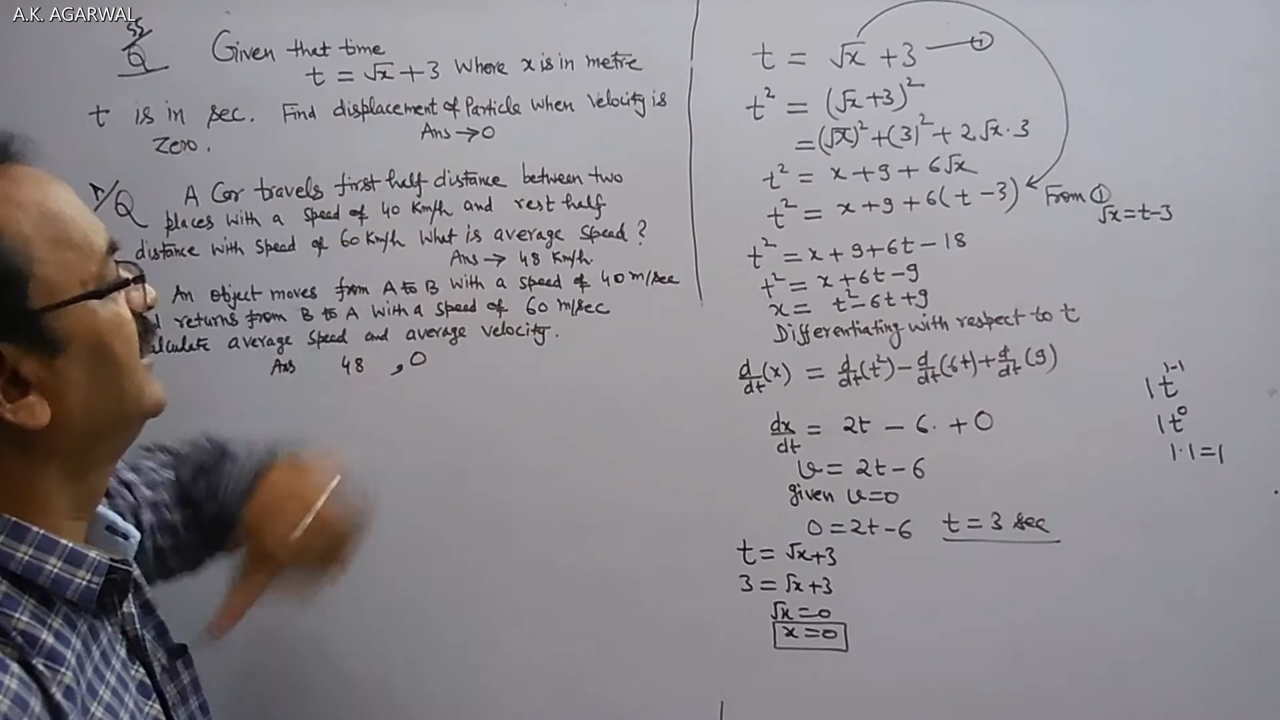 A.K. AGARWAL
Q Given that time
t = √x + 3 where x is in metre
t is in sec. Find displacement of Particle when velocity is
zero.
Ans → 0
Q A Car travels first half distance between two
places with a speed of 40 Km/h and rest half
distance with speed of 60 Km/h What is average speed?
Ans → 48 Km/h
An object moves from A to B with a speed of 40 m/sec
returns from B to A with a speed of 60 m/sec
alculate average speed and average velocity.
Ans 48 , 0
t = √x + 3 — ①
t² = (√x + 3)²
= (√x)² + (3)² + 2√x · 3
t² = x + 9 + 6√x
t² = x + 9 + 6(t - 3) From ①
√x = t - 3
t² = x + 9 + 6t - 18
t² = x + 6t - 9
x = t² - 6t + 9
Differentiating with respect to t
d/dt (x) = d/dt (t²) - d/dt (6t) + d/dt (9)
dx/dt = 2t - 6 . + 0
v = 2t - 6
given v = 0
0 = 2t - 6 t = 3 sec
t = √x + 3
3 = √x + 3
√x = 0
x = 0
1t¹⁻¹
1t⁰
1·1 = 1